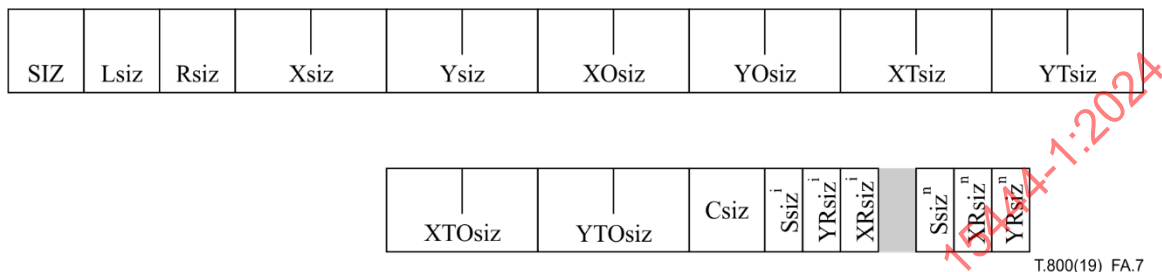 SIZ Lsiz Rsiz Xsiz Ysiz XOsiz YOsiz XTsiz YTsiz
XTOsiz YTOsiz Csiz Ssiz^i YRsiz^i XRsiz^i Ssiz^n XRsiz^n YRsiz^n
15444-1:2024
T.800(19)_FA.7